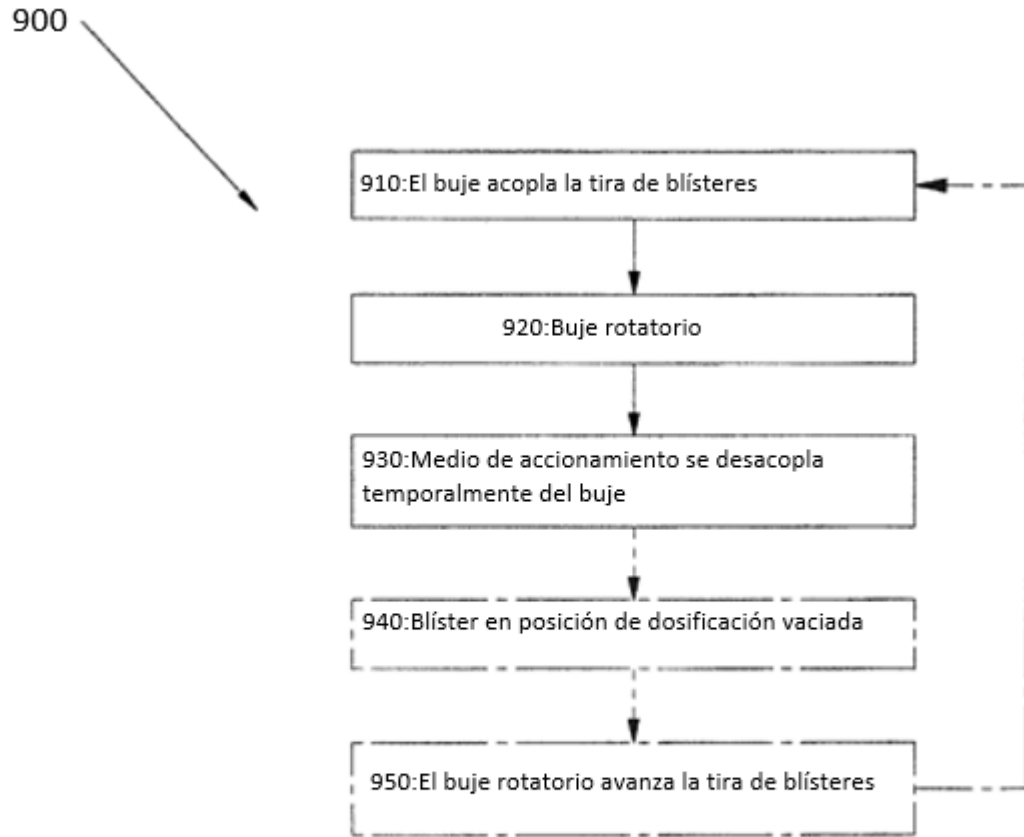 900
910:El buje acopla la tira de blísteres
920:Buje rotatorio
930:Medio de accionamiento se desacopla
temporalmente del buje
940:Blíster en posición de dosificación vaciada
950:El buje rotatorio avanza la tira de blísteres